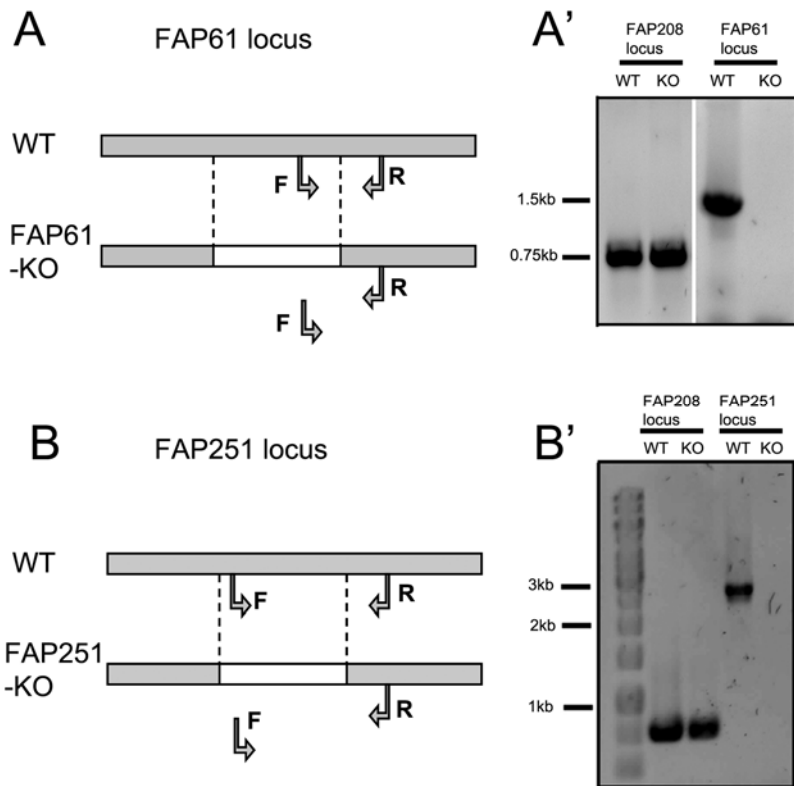 A
FAP61 locus
WT
F
R
FAP61
-KO
F
R
A’
FAP208
locus
FAP61
locus
WT KO WT KO
1.5kb
0.75kb
B
FAP251 locus
WT
F
R
FAP251
-KO
F
R
B’
FAP208
locus
FAP251
locus
WT KO WT KO
3kb
2kb
1kb